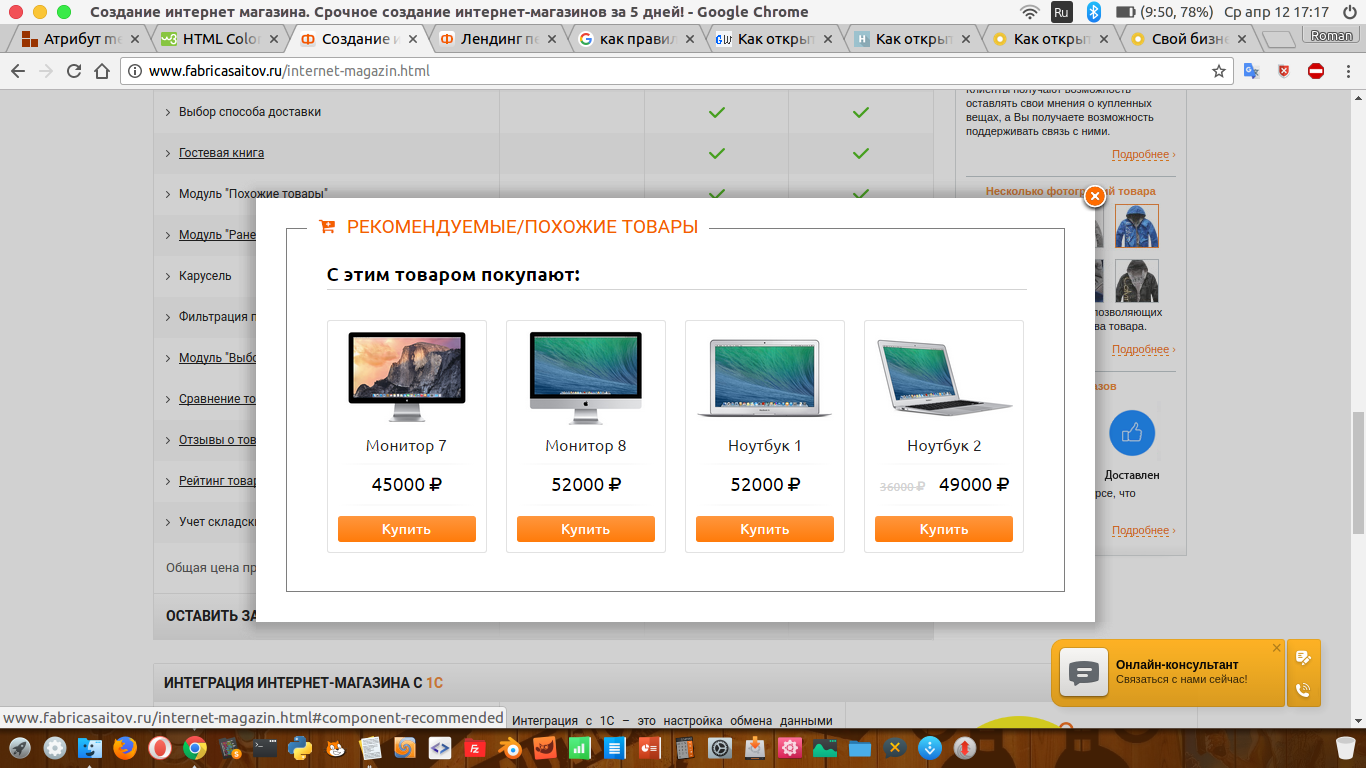 Создание интернет магазина. Срочное создание интернет-магазинов за 5 дней! - Google Chrome
Ru
(9:50, 78%)
Ср апр 12 17:17
Атрибут me
HTML Colo
Создание и
Лендинг пе
как правил
Как открыт
Как открыт
Как открыт
Свой бизне
Roman
www.fabricasaitov.ru/internet-magazin.html
Выбор способа доставки
Гостевая книга
Модуль "Похожие товары"
Модуль "Ране
Карусель
Фильтрация п
Модуль "Выбо
Сравнение то
Отзывы о тов
Рейтинг товар
Учет складск
Общая цена пр
ОСТАВИТЬ ЗА
РЕКОМЕНДУЕМЫЕ/ПОХОЖИЕ ТОВАРЫ
С этим товаром покупают:
Монитор 7
45000 ₽
Купить
Монитор 8
52000 ₽
Купить
Ноутбук 1
52000 ₽
Купить
Ноутбук 2
36000 ₽ 49000 ₽
Купить
Клиенты получают возможность
оставлять свои мнения о купленных
вещах, а Вы получаете возможность
поддерживать связь с ними.
Подробнее ›
Несколько фотографий товара
позволяющих
ва товара.
Подробнее ›
азов
Доставлен
рсе, что
Подробнее ›
Онлайн-консультант
Связаться с нами сейчас!
ИНТЕГРАЦИЯ ИНТЕРНЕТ-МАГАЗИНА С 1С
Интеграция с 1С – это настройка обмена данными
www.fabricasaitov.ru/internet-magazin.html#component-recommended